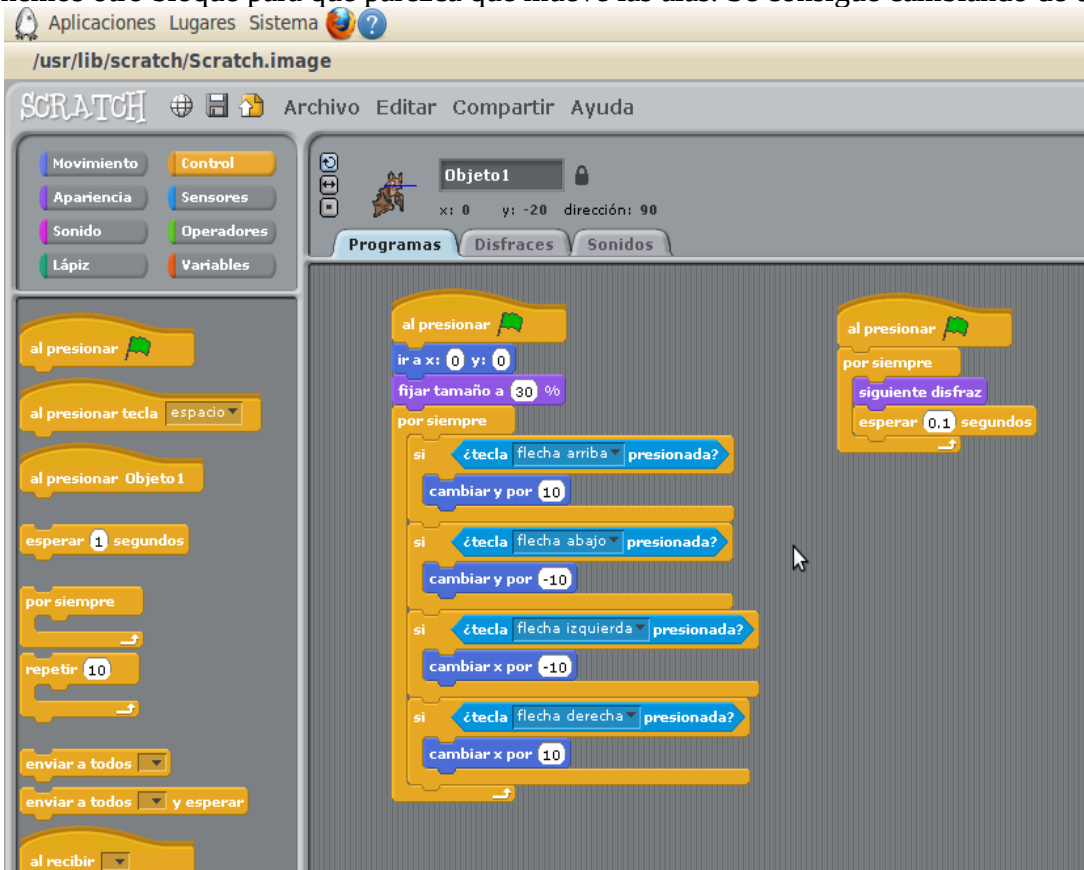 Aplicaciones Lugares Sistema
/usr/lib/scratch/Scratch.image
SCRATCH Archivo Editar Compartir Ayuda
Movimiento Control
Apariencia Sensores
Sonido Operadores
Lápiz Variables
al presionar
al presionar tecla espacio
al presionar Objeto1
esperar 1 segundos
por siempre
repetir 10
enviar a todos
enviar a todos y esperar
al recibir
Objeto1
x: 0 y: -20 dirección: 90
Programas Disfraces Sonidos
al presionar
ir a x: 0 y: 0
fijar tamaño a 30 %
por siempre
si ¿tecla flecha arriba presionada?
cambiar y por 10
si ¿tecla flecha abajo presionada?
cambiar y por -10
si ¿tecla flecha izquierda presionada?
cambiar x por -10
si ¿tecla flecha derecha presionada?
cambiar x por 10
al presionar
por siempre
siguiente disfraz
esperar 0.1 segundos